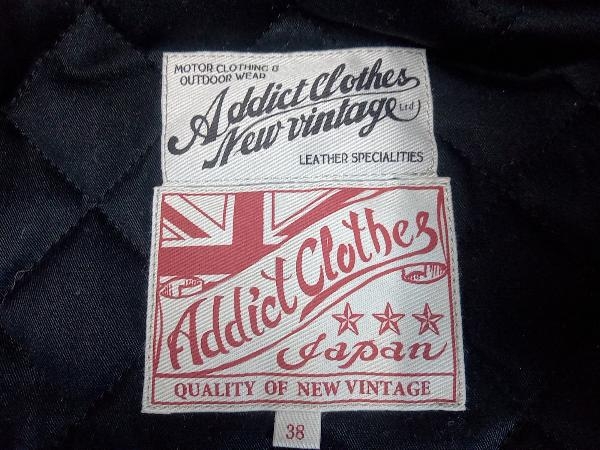 MOTOR CLOTHING &
OUTDOOR WEAR
Addict Clothes
New vintage Ltd
LEATHER SPECIALITIES
Addict Clothes
Japan
QUALITY OF NEW VINTAGE
38